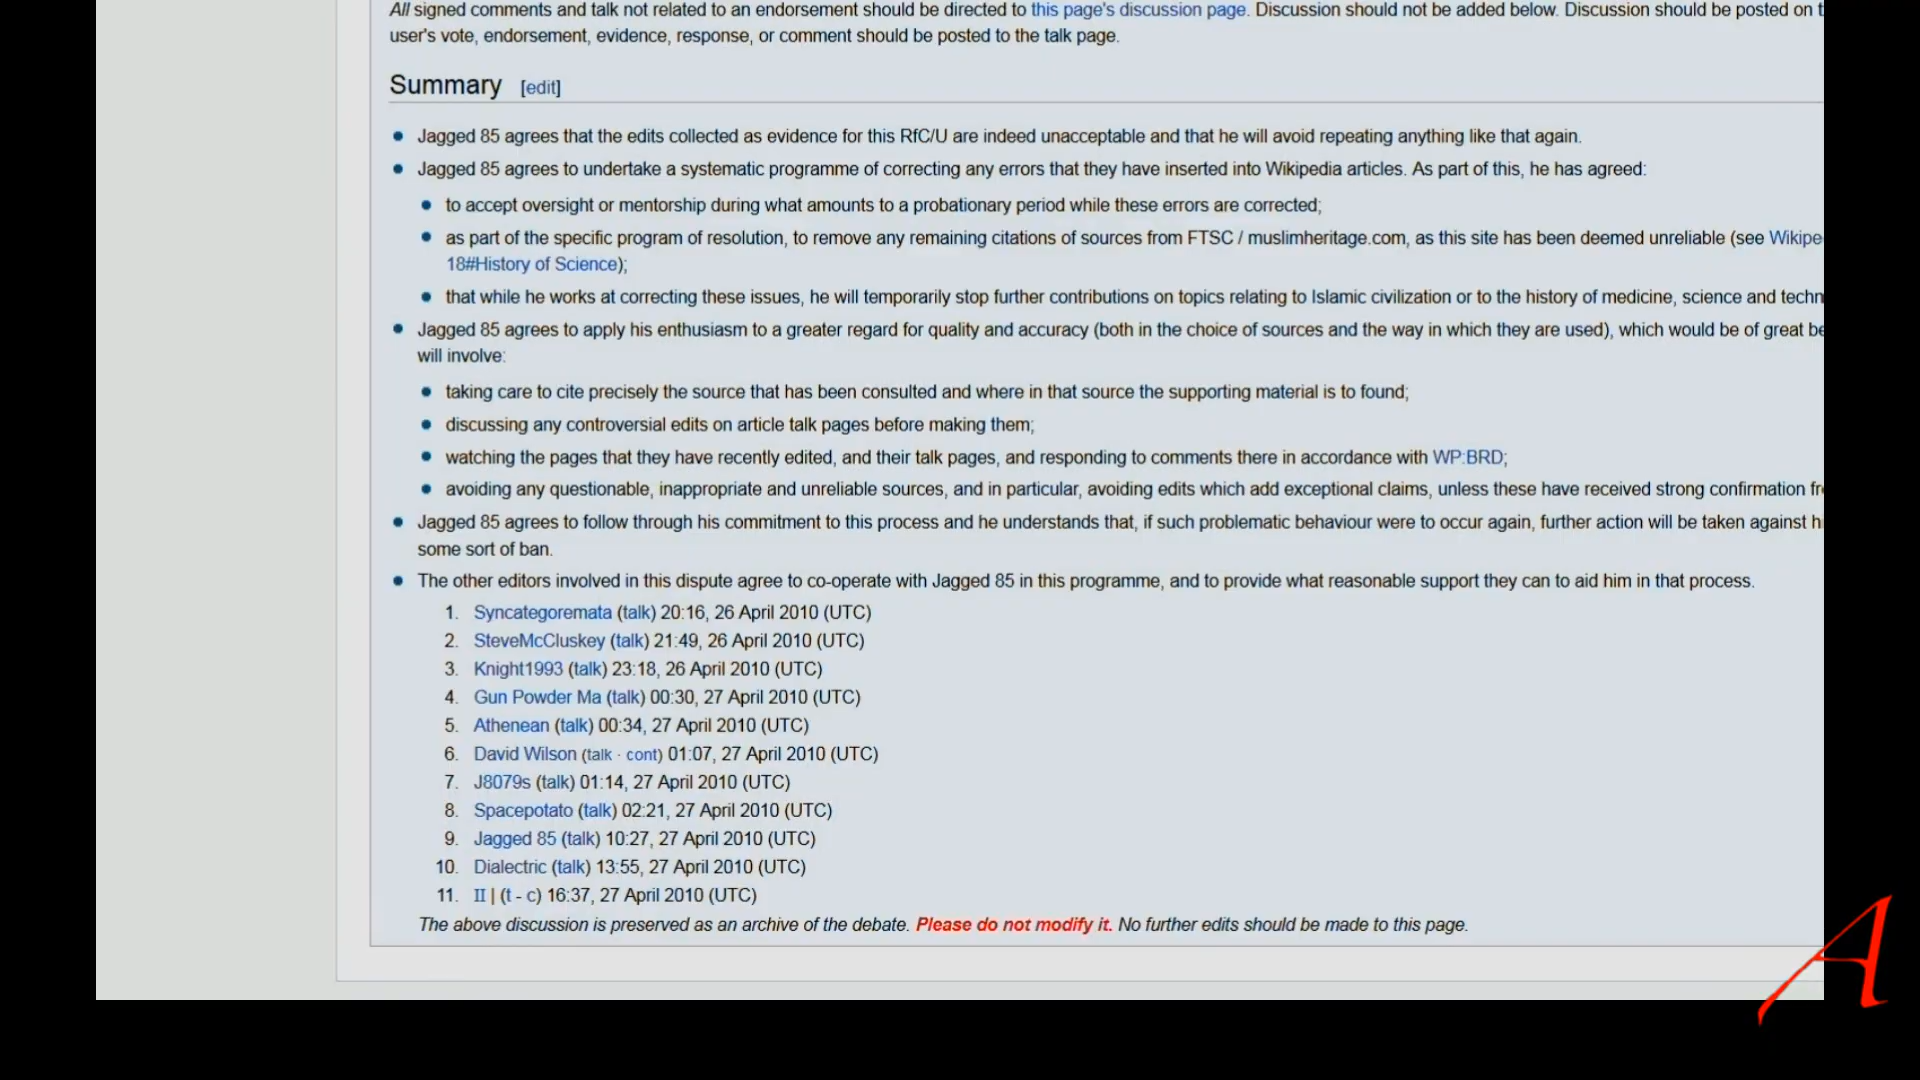 All signed comments and talk not related to an endorsement should be directed to this page's discussion page. Discussion should not be added below. Discussion should be posted on
user's vote, endorsement, evidence, response, or comment should be posted to the talk page.
Summary [edit]
Jagged 85 agrees that the edits collected as evidence for this RfC/U are indeed unacceptable and that he will avoid repeating anything like that again.
Jagged 85 agrees to undertake a systematic programme of correcting any errors that they have inserted into Wikipedia articles. As part of this, he has agreed:
to accept oversight or mentorship during what amounts to a probationary period while these errors are corrected;
as part of the specific program of resolution, to remove any remaining citations of sources from FTSC / muslimheritage.com, as this site has been deemed unreliable (see Wikipe
18#History of Science);
that while he works at correcting these issues, he will temporarily stop further contributions on topics relating to Islamic civilization or to the history of medicine, science and techn
Jagged 85 agrees to apply his enthusiasm to a greater regard for quality and accuracy (both in the choice of sources and the way in which they are used), which would be of great be
will involve:
taking care to cite precisely the source that has been consulted and where in that source the supporting material is to found;
discussing any controversial edits on article talk pages before making them;
watching the pages that they have recently edited, and their talk pages, and responding to comments there in accordance with WP:BRD;
avoiding any questionable, inappropriate and unreliable sources, and in particular, avoiding edits which add exceptional claims, unless these have received strong confirmation fr
Jagged 85 agrees to follow through his commitment to this process and he understands that, if such problematic behaviour were to occur again, further action will be taken against h
some sort of ban.
The other editors involved in this dispute agree to co-operate with Jagged 85 in this programme, and to provide what reasonable support they can to aid him in that process.
1. Syncategoremata (talk) 20:16, 26 April 2010 (UTC)
2. SteveMcCluskey (talk) 21:49, 26 April 2010 (UTC)
3. Knight1993 (talk) 23:18, 26 April 2010 (UTC)
4. Gun Powder Ma (talk) 00:30, 27 April 2010 (UTC)
5. Athenean (talk) 00:34, 27 April 2010 (UTC)
6. David Wilson (talk · cont) 01:07, 27 April 2010 (UTC)
7. J8079s (talk) 01:14, 27 April 2010 (UTC)
8. Spacepotato (talk) 02:21, 27 April 2010 (UTC)
9. Jagged 85 (talk) 10:27, 27 April 2010 (UTC)
10. Dialectric (talk) 13:55, 27 April 2010 (UTC)
11. II | (t - c) 16:37, 27 April 2010 (UTC)
The above discussion is preserved as an archive of the debate. Please do not modify it. No further edits should be made to this page.
A